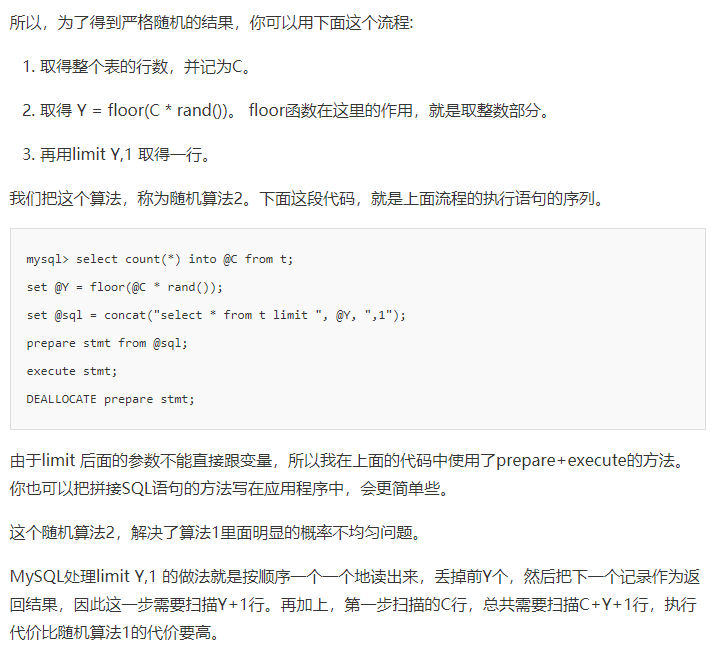 所以，为了得到严格随机的结果，你可以用下面这个流程:
1. 取得整个表的行数，并记为C。
2. 取得 Y = floor(C * rand())。 floor函数在这里的作用，就是取整数部分。
3. 再用limit Y,1 取得一行。
我们把这个算法，称为随机算法2。下面这段代码，就是上面流程的执行语句的序列。
mysql> select count(*) into @C from t;
set @Y = floor(@C * rand());
set @sql = concat("select * from t limit ", @Y, ",1");
prepare stmt from @sql;
execute stmt;
DEALLOCATE prepare stmt;
由于limit 后面的参数不能直接跟变量，所以我在上面的代码中使用了prepare+execute的方法。
你也可以把拼接SQL语句的方法写在应用程序中，会更简单些。
这个随机算法2，解决了算法1里面明显的概率不均匀问题。
MySQL处理limit Y,1 的做法就是按顺序一个一个地读出来，丢掉前Y个，然后把下一个记录作为返
回结果，因此这一步需要扫描Y+1行。再加上，第一步扫描的C行，总共需要扫描C+Y+1行，执行
代价比随机算法1的代价要高。